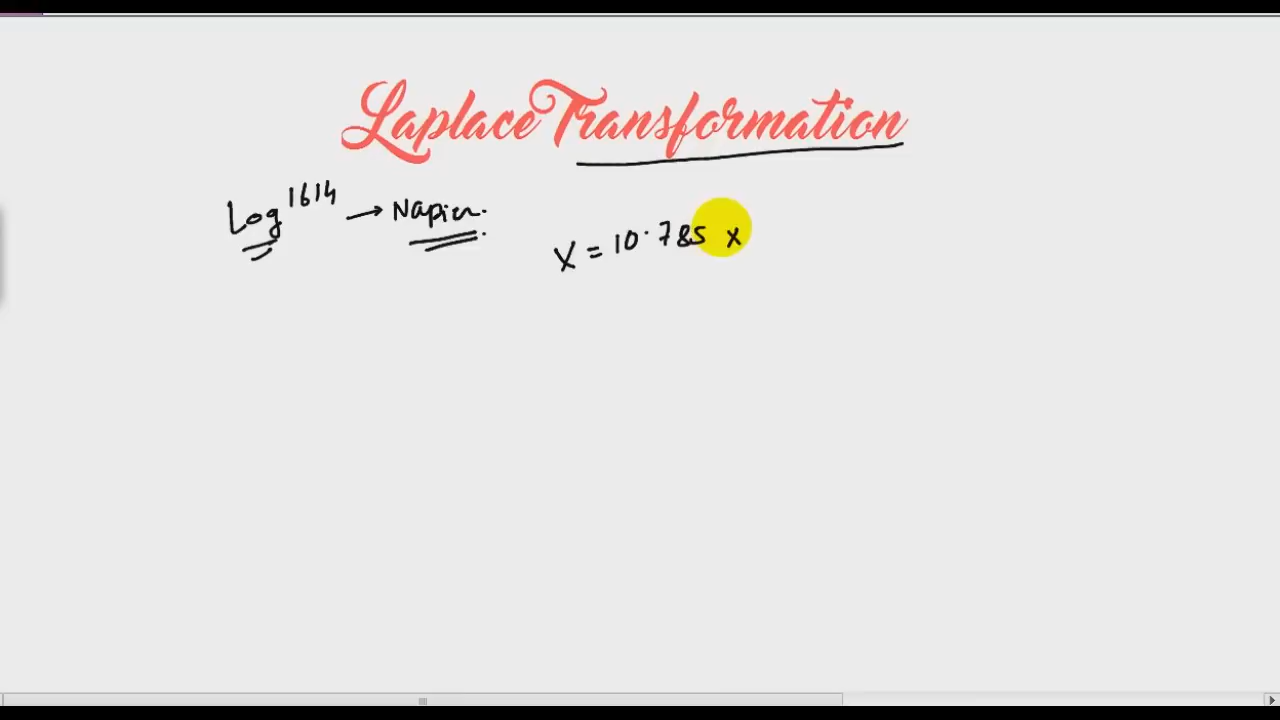 Laplace Transformation
Log 1614 → Napier.
X = 10.785 x